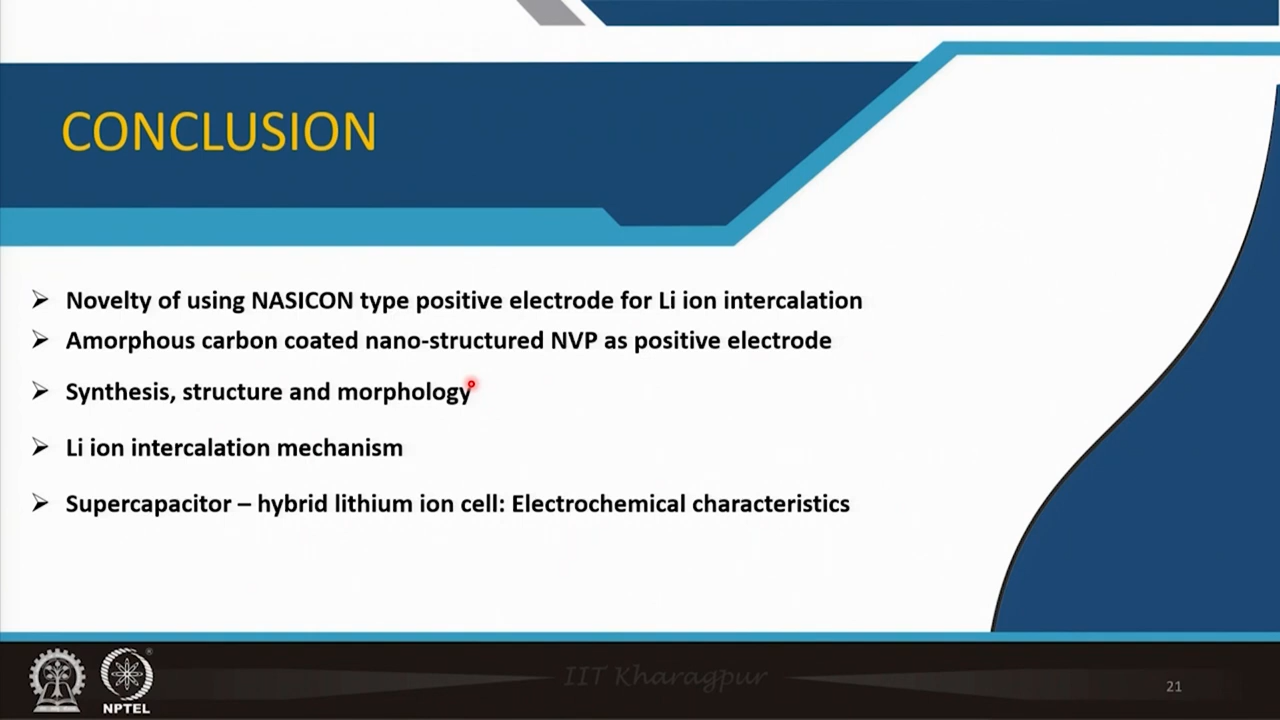 CONCLUSION
Novelty of using NASICON type positive electrode for Li ion intercalation
Amorphous carbon coated nano-structured NVP as positive electrode
Synthesis, structure and morphology
Li ion intercalation mechanism
Supercapacitor – hybrid lithium ion cell: Electrochemical characteristics
IIT Kharagpur
NPTEL
21